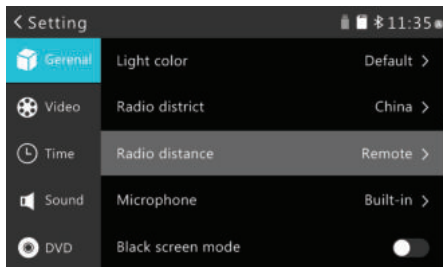 Setting 11:35
Gerenal
Light color Default
Video
Radio district China
Time
Radio distance Remote
Sound
Microphone Built-in
DVD
Black screen mode